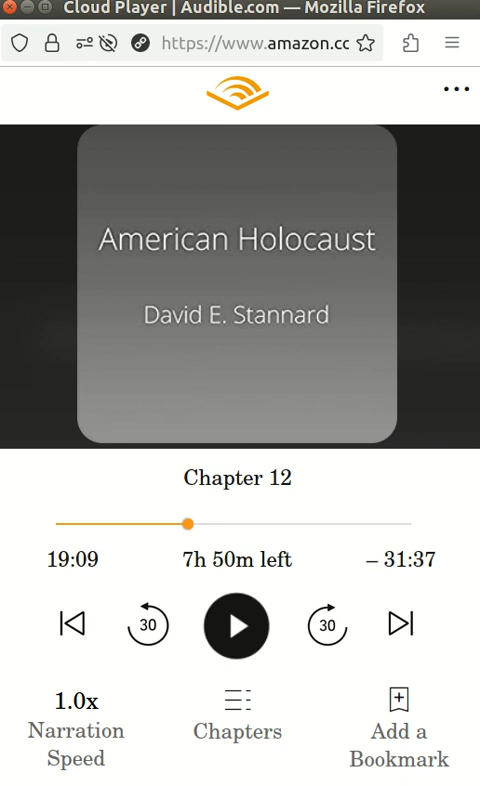 Cloud Player | Audible.com — Mozilla Firefox
https://www.amazon.cc
American Holocaust
David E. Stannard
Chapter 12
19:09 7h 50m left – 31:37
30 30
1.0x
Narration Speed
Chapters
Add a Bookmark